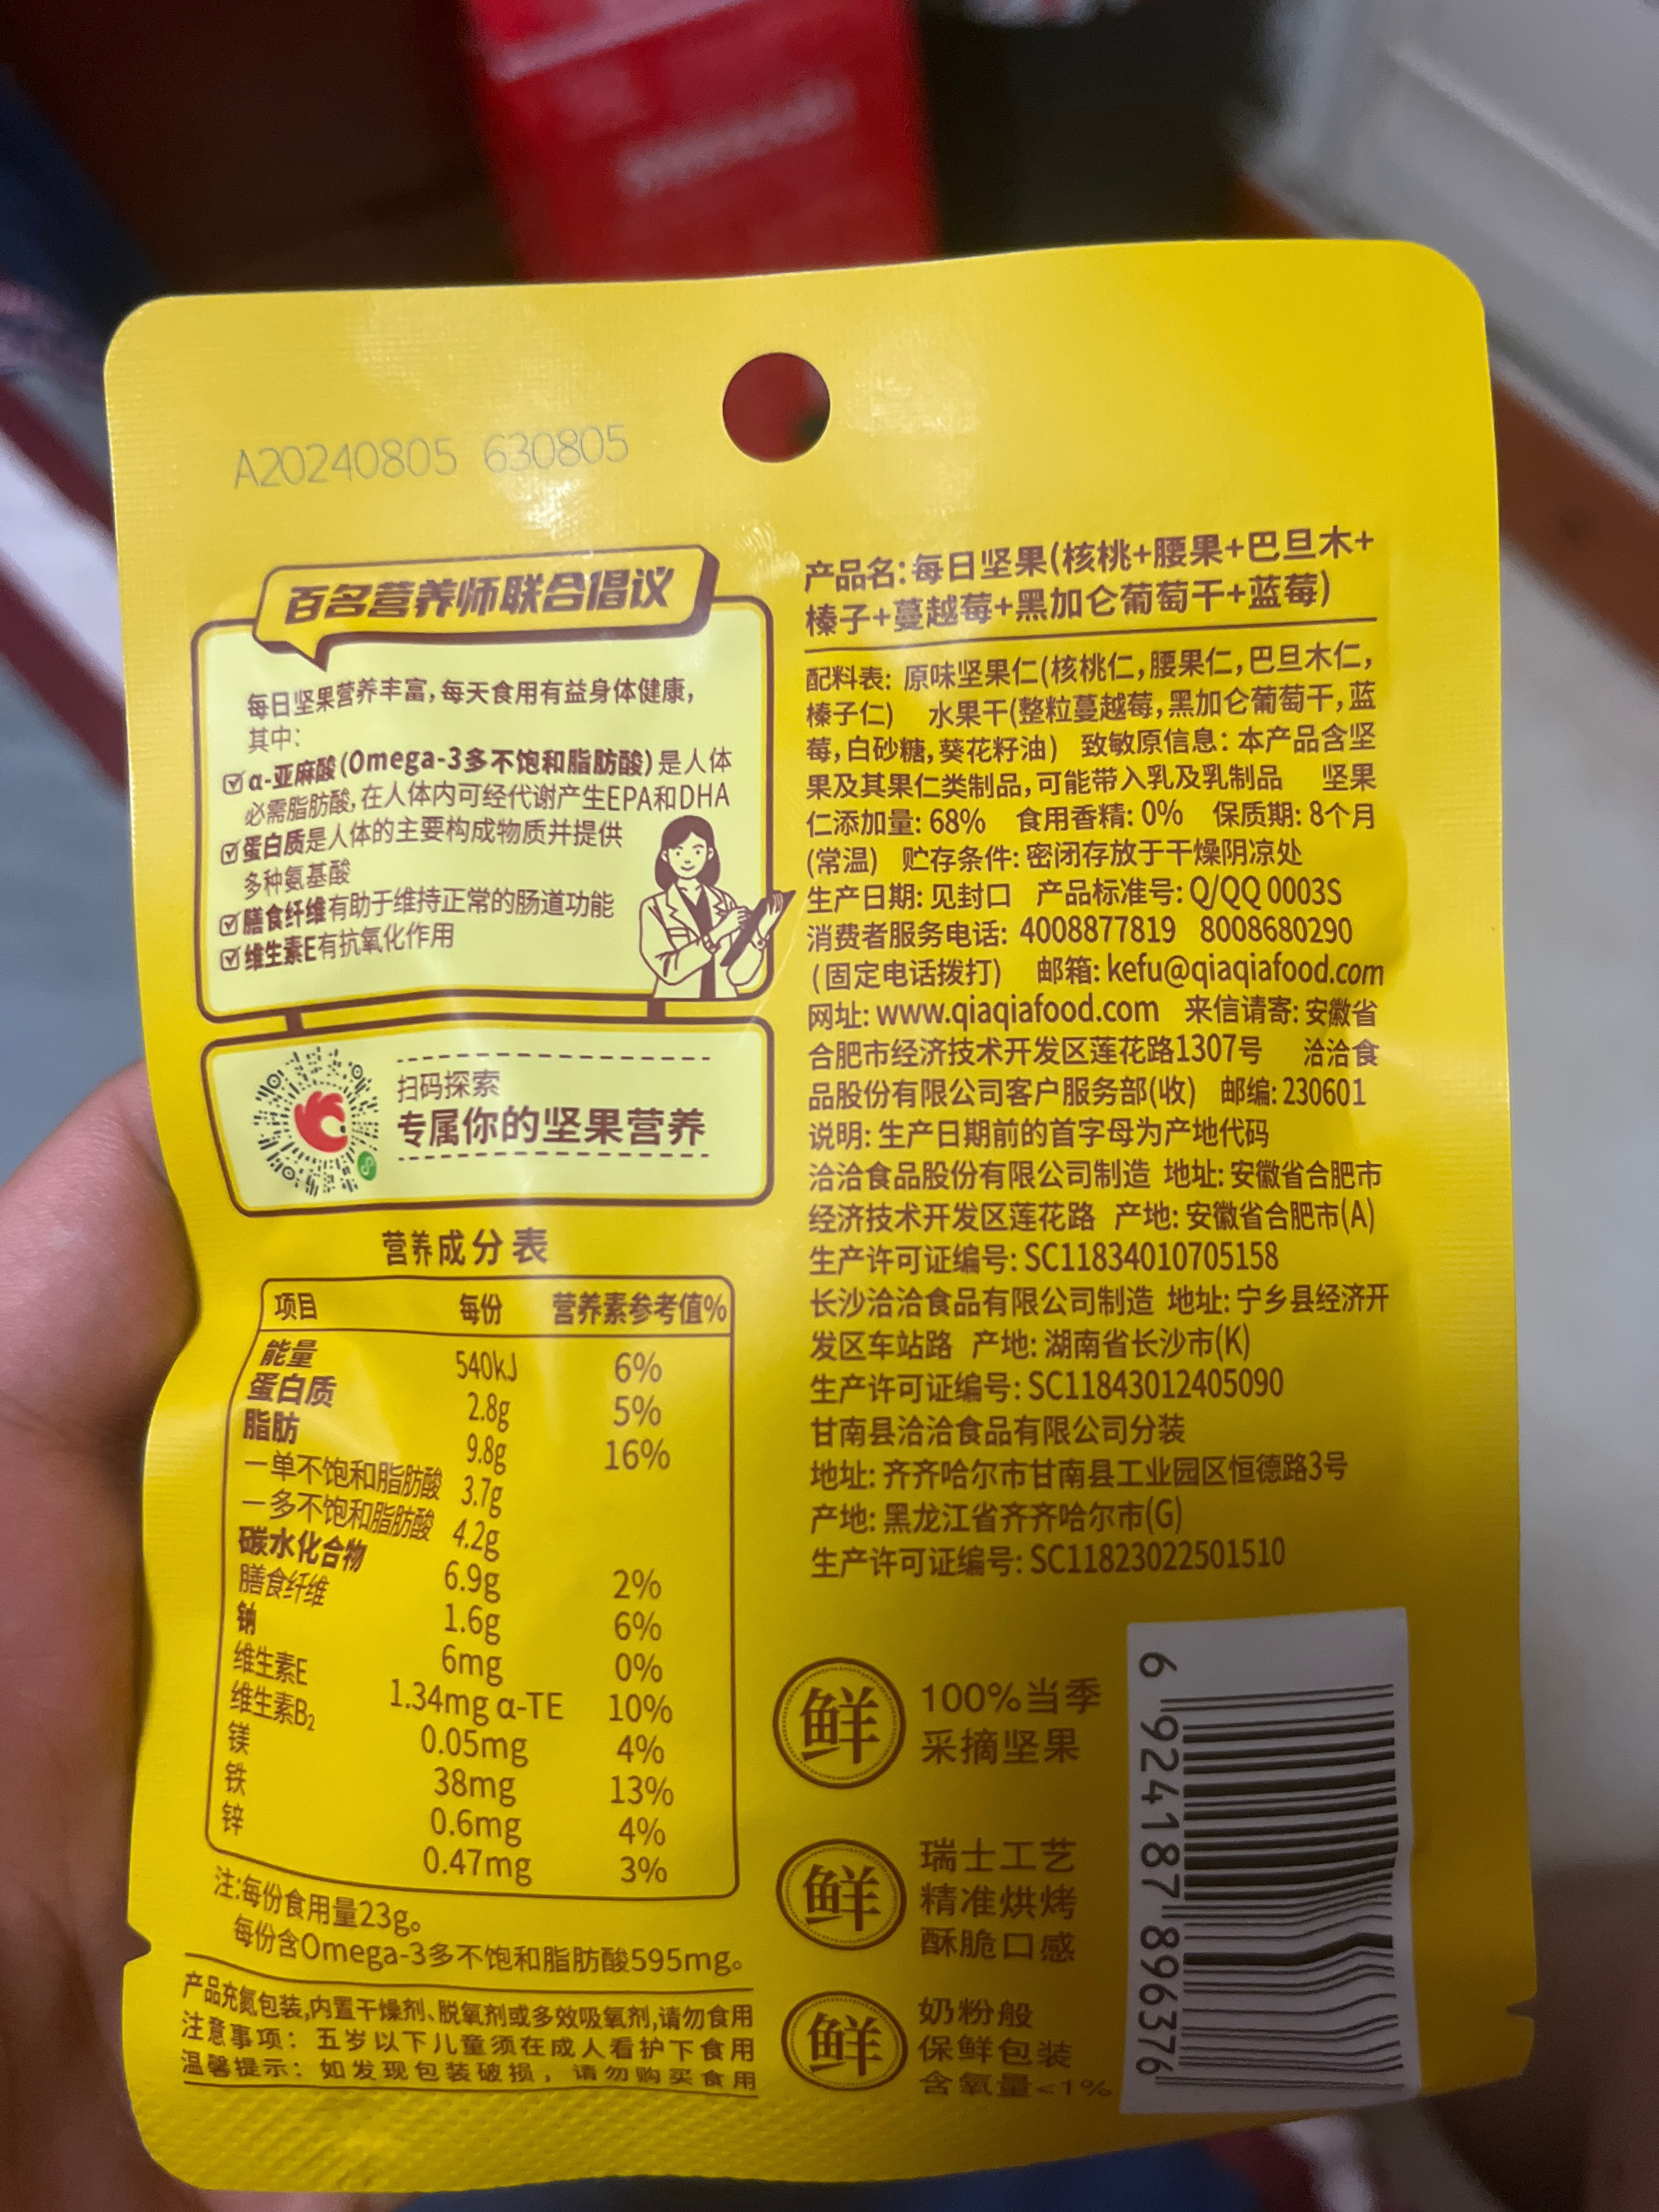 A20240805 630805
百名营养师联合倡议
每日坚果营养丰富,每天食用有益身体健康,
其中:
α-亚麻酸(Omega-3多不饱和脂肪酸)是人体
必需脂肪酸,在人体内可经代谢产生EPA和DHA
蛋白质是人体的主要构成物质并提供
多种氨基酸
膳食纤维有助于维持正常的肠道功能
维生素E有抗氧化作用
扫码探索
专属你的坚果营养
营养成分表
项目 每份 营养素参考值%
能量 540kJ 6%
蛋白质 2.8g 5%
脂肪 9.8g 16%
—单不饱和脂肪酸 3.7g
—多不饱和脂肪酸 4.2g
碳水化合物 6.9g 2%
膳食纤维 1.6g 6%
钠 6mg 0%
维生素E 1.34mg α-TE 10%
维生素B₂ 0.05mg 4%
镁 38mg 13%
铁 0.6mg 4%
锌 0.47mg 3%
注:每份食用量23g。
每份含Omega-3多不饱和脂肪酸595mg。
产品充氮包装,内置干燥剂、脱氧剂或多效吸氧剂,请勿食用
注意事项:五岁以下儿童须在成人看护下食用
温馨提示:如发现包装破损,请勿购买食用
产品名:每日坚果(核桃+腰果+巴旦木+
榛子+蔓越莓+黑加仑葡萄干+蓝莓)
配料表:原味坚果仁(核桃仁,腰果仁,巴旦木仁,
榛子仁) 水果干(整粒蔓越莓,黑加仑葡萄干,蓝
莓,白砂糖,葵花籽油) 致敏原信息:本产品含坚
果及其果仁类制品,可能带入乳及乳制品 坚果
仁添加量:68% 食用香精:0% 保质期:8个月
(常温) 贮存条件:密闭存放于干燥阴凉处
生产日期:见封口 产品标准号:Q/QQ 0003S
消费者服务电话:4008877819 8008680290
(固定电话拨打) 邮箱:kefu@qiaqiafood.com
网址:www.qiaqiafood.com 来信请寄:安徽省
合肥市经济技术开发区莲花路1307号 洽洽食
品股份有限公司客户服务部(收) 邮编:230601
说明:生产日期前的首字母为产地代码
洽洽食品股份有限公司制造 地址:安徽省合肥市
经济技术开发区莲花路 产地:安徽省合肥市(A)
生产许可证编号:SC11834010705158
长沙洽洽食品有限公司制造 地址:宁乡县经济开
发区车站路 产地:湖南省长沙市(K)
生产许可证编号:SC11843012405090
甘南县洽洽食品有限公司分装
地址:齐齐哈尔市甘南县工业园区恒德路3号
产地:黑龙江省齐齐哈尔市(G)
生产许可证编号:SC11823022501510
鲜
100%当季
采摘坚果
鲜
瑞士工艺
精准烘烤
酥脆口感
鲜
奶粉般
保鲜包装
含氧量<1%
6 924187 896376